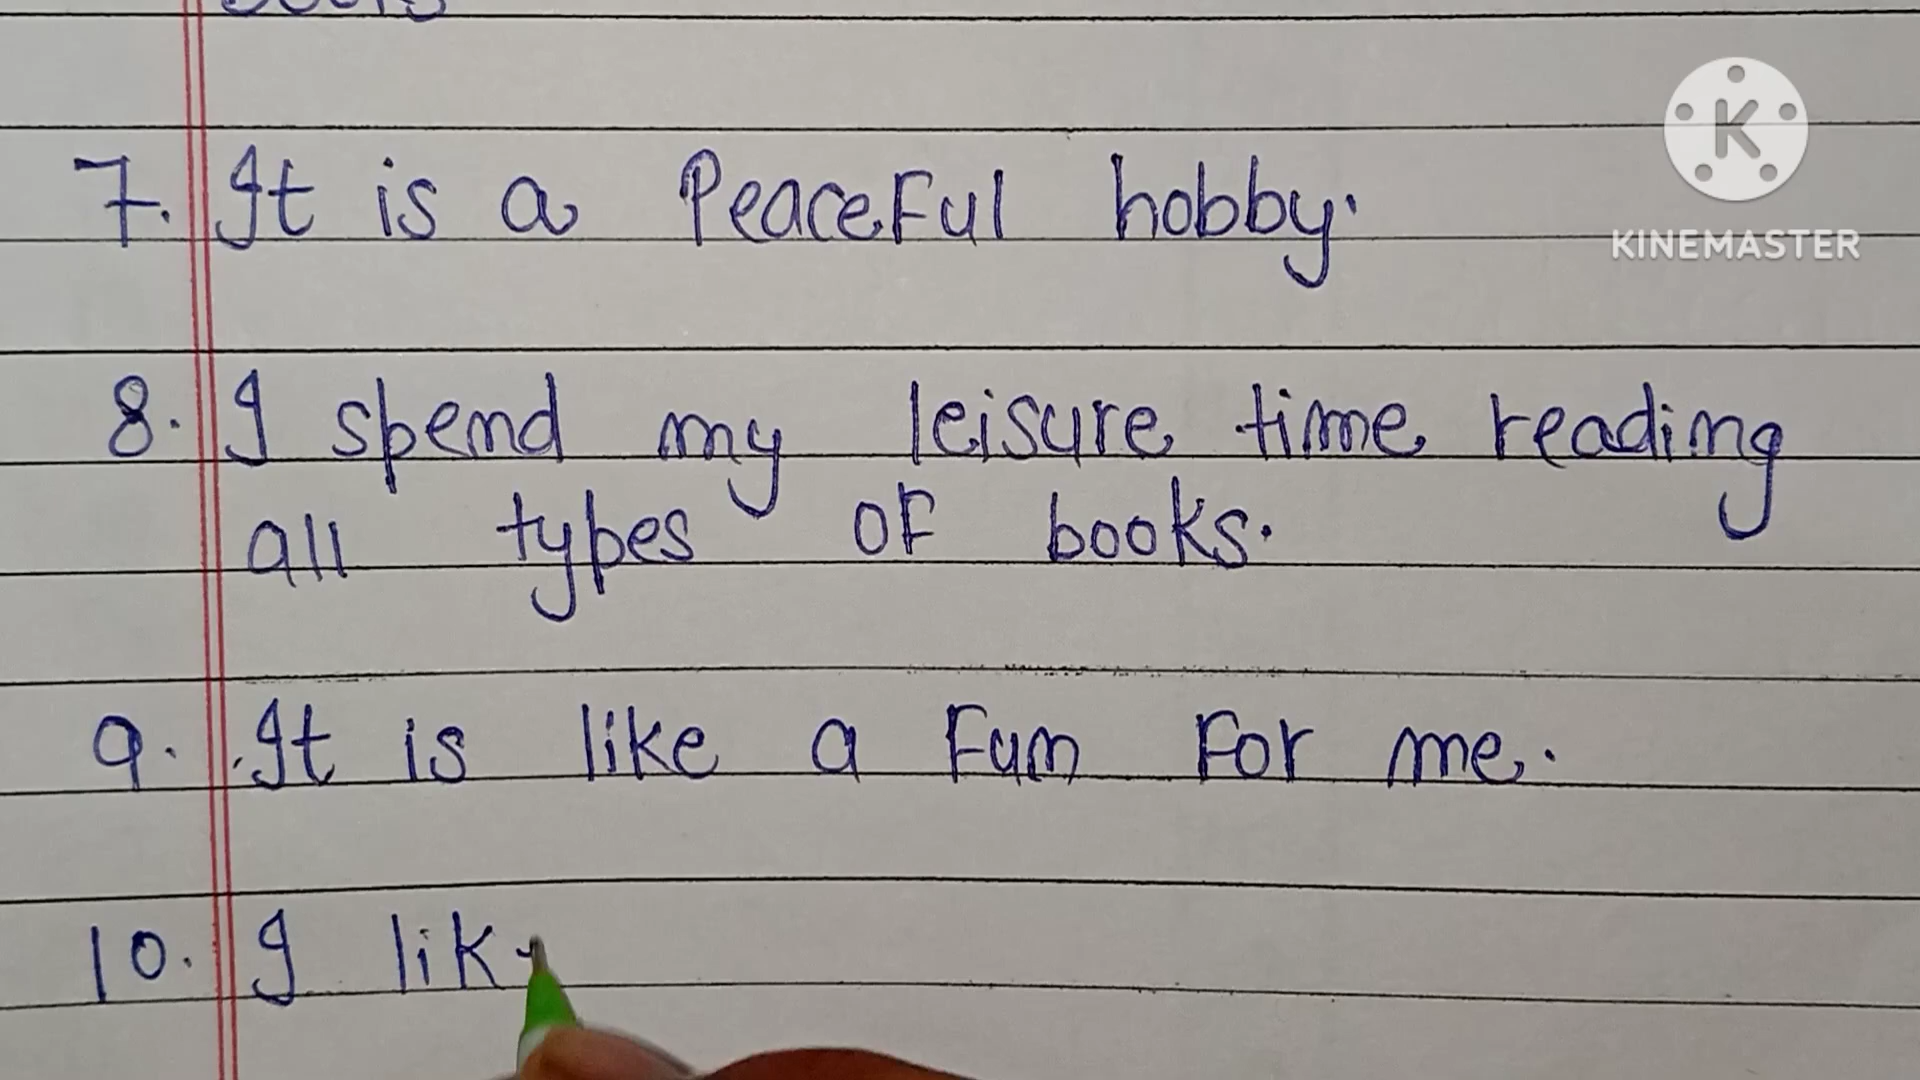 books
7. It is a PeaceFul hobby.
KINEMASTER
8. I spend my leisure time reading
all types oF books.
9. It is like a Fun For me.
10. I lik